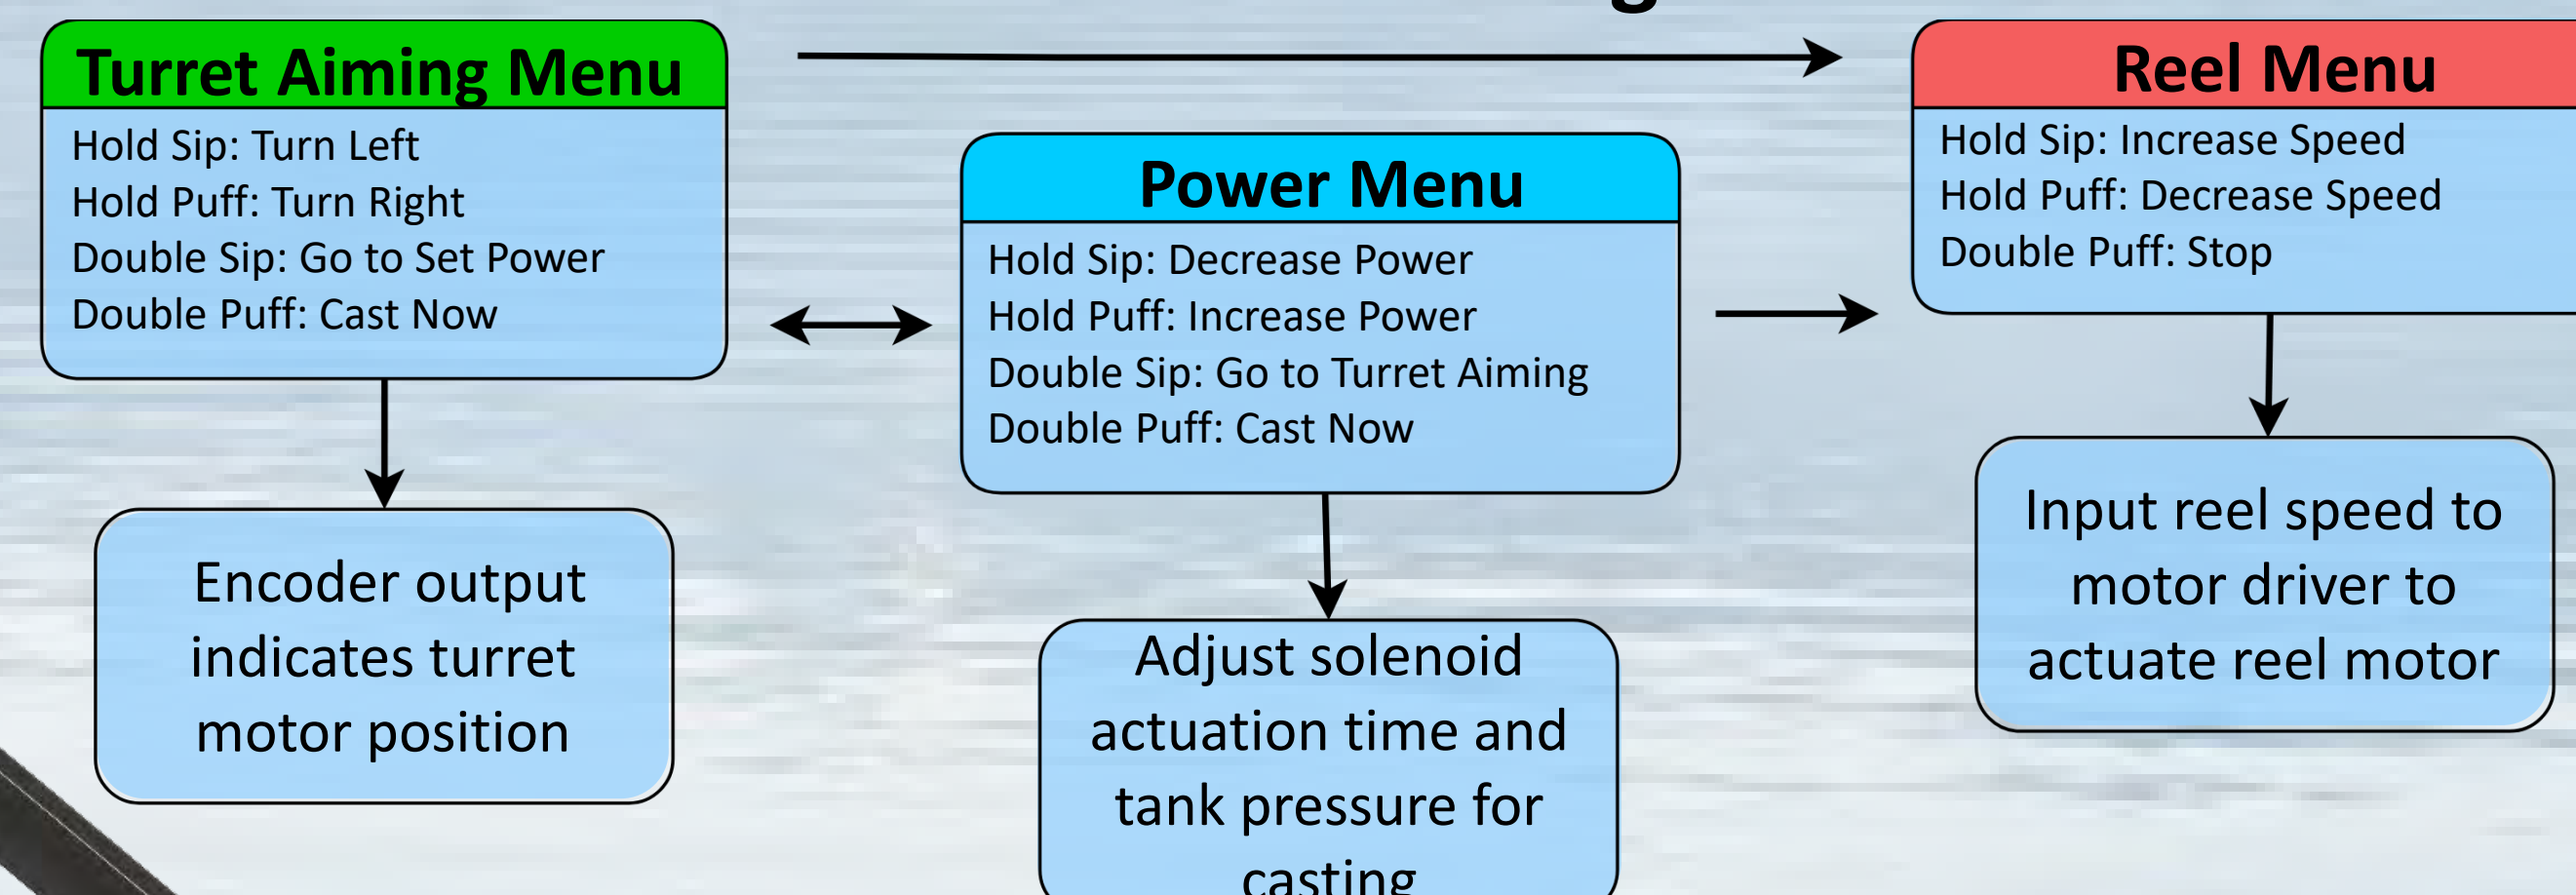 Turret Aiming Menu
Hold Sip: Turn Left
Hold Puff: Turn Right
Double Sip: Go to Set Power
Double Puff: Cast Now
Encoder output
indicates turret
motor position
Power Menu
Hold Sip: Decrease Power
Hold Puff: Increase Power
Double Sip: Go to Turret Aiming
Double Puff: Cast Now
Adjust solenoid
actuation time and
tank pressure for
casting
Reel Menu
Hold Sip: Increase Speed
Hold Puff: Decrease Speed
Double Puff: Stop
Input reel speed to
motor driver to
actuate reel motor